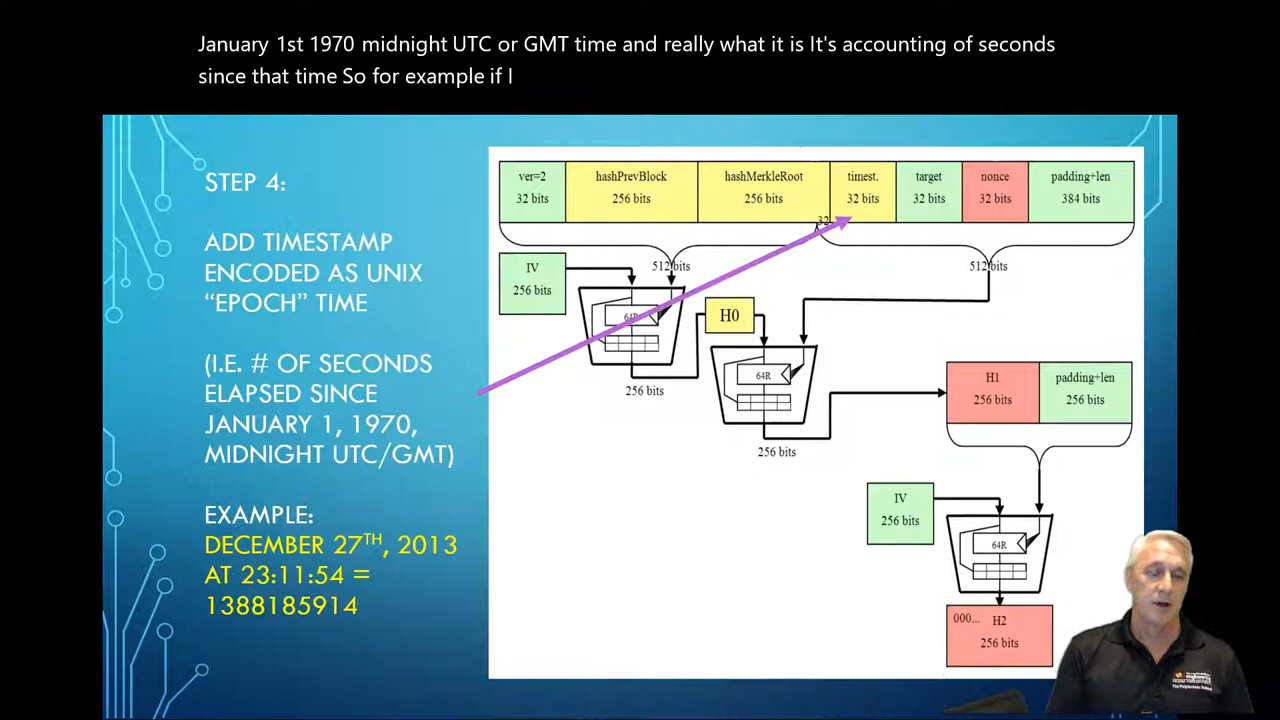 January 1st 1970 midnight UTC or GMT time and really what it is It's accounting of seconds
since that time So for example if I
STEP 4:
ADD TIMESTAMP
ENCODED AS UNIX
“EPOCH” TIME
(I.E. # OF SECONDS
ELAPSED SINCE
JANUARY 1, 1970,
MIDNIGHT UTC/GMT)
EXAMPLE:
DECEMBER 27TH, 2013
AT 23:11:54 =
1388185914
ver=2
32 bits
hashPrevBlock
256 bits
hashMerkleRoot
256 bits
timest.
32 bits
target
32 bits
nonce
32 bits
padding+len
384 bits
32
512 bits
512 bits
IV
256 bits
64R
256 bits
H0
64R
256 bits
H1
256 bits
padding+len
256 bits
IV
256 bits
64R
000...
H2
256 bits